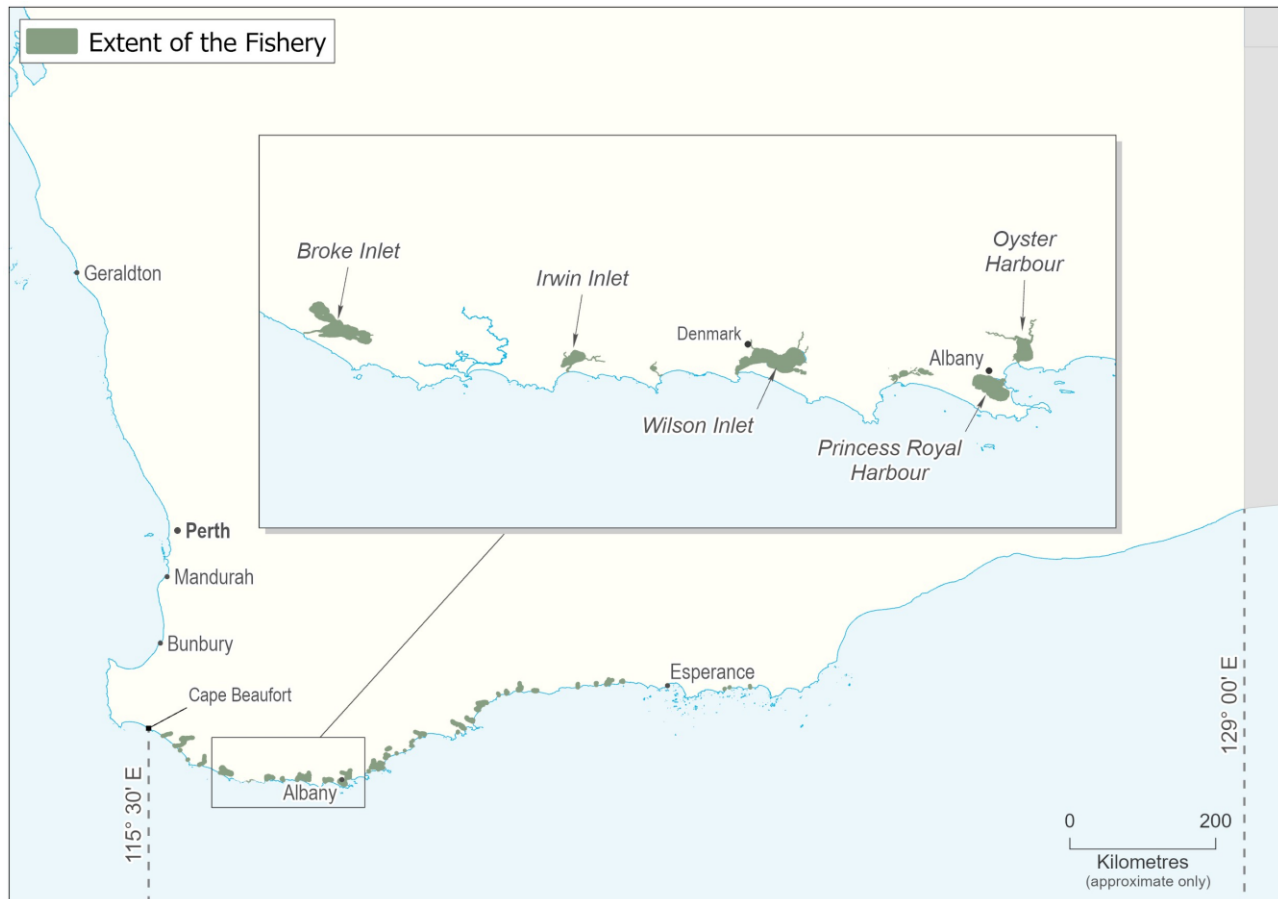 Extent of the Fishery
Broke Inlet
Irwin Inlet
Oyster
Harbour
Denmark
Albany
Wilson Inlet
Princess Royal
Harbour
Geraldton
Perth
Mandurah
Bunbury
Cape Beaufort
Esperance
Albany
115° 30' E
129° 00' E
0 200
Kilometres
(approximate only)